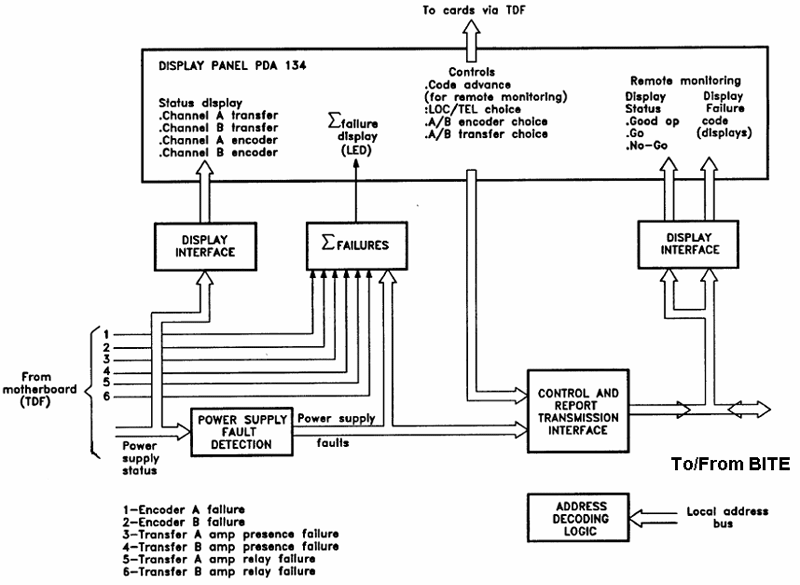 To cards via TDF
DISPLAY PANEL PDA 134
Status display
.Channel A transfer
.Channel B transfer
.Channel A encoder
.Channel B encoder
Σfailure
display
(LED)
Controls
.Code advance
(for remote monitoring)
:LOC/TEL choice
.A/B encoder choice
.A/B transfer choice
Remote monitoring
Display
Status
.Good op
.Go
.No-Go
Display
Failure
code
(displays)
DISPLAY
INTERFACE
ΣFAILURES
DISPLAY
INTERFACE
From
motherboard
(TDF)
1
2
3
4
5
6
Power
supply
status
POWER SUPPLY
FAULT
DETECTION
Power supply
faults
CONTROL AND
REPORT
TRANSMISSION
INTERFACE
To/From BITE
ADDRESS
DECODING
LOGIC
Local address
bus
1-Encoder A failure
2-Encoder B failure
3-Transfer A amp presence failure
4-Transfer B amp presence failure
5-Transfer A amp relay failure
6-Transfer B amp relay failure